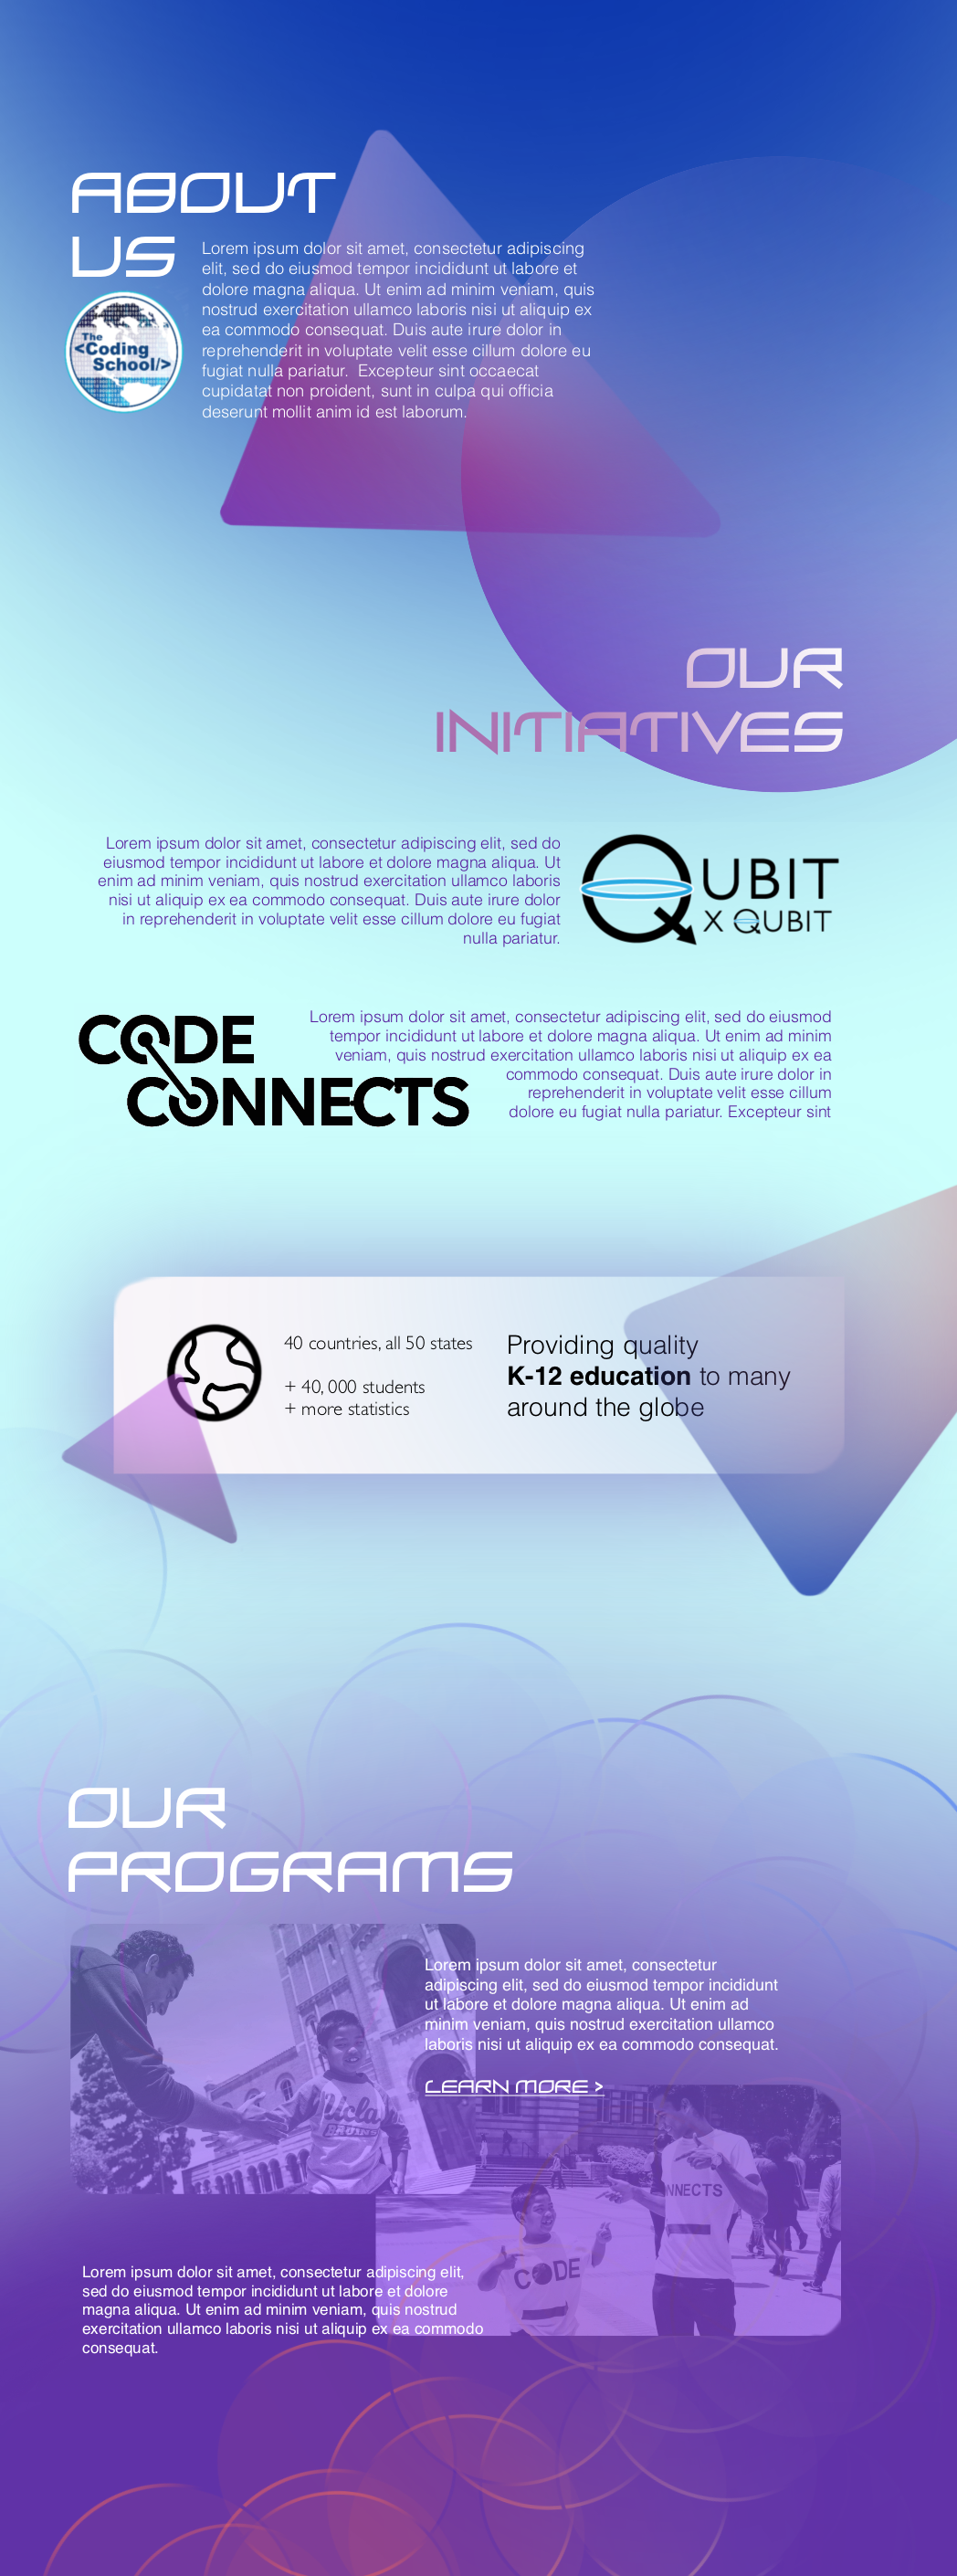 ABOUT
US
Lorem ipsum dolor sit amet, consectetur adipiscing
elit, sed do eiusmod tempor incididunt ut labore et
dolore magna aliqua. Ut enim ad minim veniam, quis
nostrud exercitation ullamco laboris nisi ut aliquip ex
ea commodo consequat. Duis aute irure dolor in
reprehenderit in voluptate velit esse cillum dolore eu
fugiat nulla pariatur. Excepteur sint occaecat
cupidatat non proident, sunt in culpa qui officia
deserunt mollit anim id est laborum.
The
<Coding
School/>
OUR
INITIATIVES
Lorem ipsum dolor sit amet, consectetur adipiscing elit, sed do
eiusmod tempor incididunt ut labore et dolore magna aliqua. Ut
enim ad minim veniam, quis nostrud exercitation ullamco laboris
nisi ut aliquip ex ea commodo consequat. Duis aute irure dolor
in reprehenderit in voluptate velit esse cillum dolore eu fugiat
nulla pariatur.
QUBIT
X QUBIT
CODE
CONNECTS
Lorem ipsum dolor sit amet, consectetur adipiscing elit, sed do eiusmod
tempor incididunt ut labore et dolore magna aliqua. Ut enim ad minim
veniam, quis nostrud exercitation ullamco laboris nisi ut aliquip ex ea
commodo consequat. Duis aute irure dolor in
reprehenderit in voluptate velit esse cillum
dolore eu fugiat nulla pariatur. Excepteur sint
40 countries, all 50 states
+ 40, 000 students
+ more statistics
Providing quality
K-12 education to many
around the globe
OUR
PROGRAMS
Lorem ipsum dolor sit amet, consectetur
adipiscing elit, sed do eiusmod tempor incididunt
ut labore et dolore magna aliqua. Ut enim ad
minim veniam, quis nostrud exercitation ullamco
laboris nisi ut aliquip ex ea commodo consequat.
LEARN MORE >
ucla
BRUINS
NNECTS
CODE
Lorem ipsum dolor sit amet, consectetur adipiscing elit,
sed do eiusmod tempor incididunt ut labore et dolore
magna aliqua. Ut enim ad minim veniam, quis nostrud
exercitation ullamco laboris nisi ut aliquip ex ea commodo
consequat.